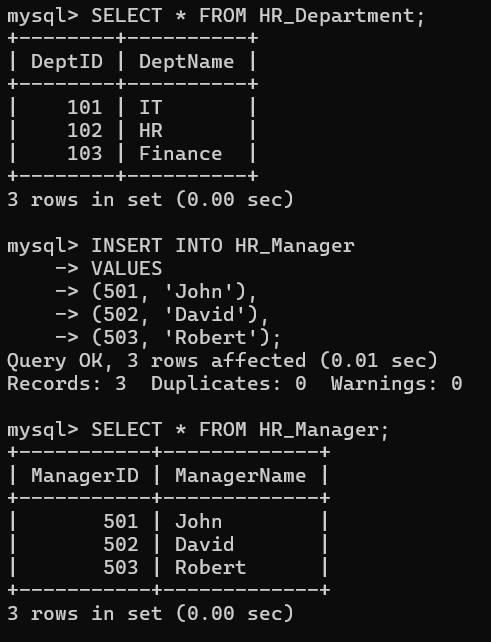 mysql> SELECT * FROM HR_Department;
+--------+----------+
| DeptID | DeptName |
+--------+----------+
|    101 | IT       |
|    102 | HR       |
|    103 | Finance  |
+--------+----------+
3 rows in set (0.00 sec)

mysql> INSERT INTO HR_Manager
    -> VALUES
    -> (501, 'John'),
    -> (502, 'David'),
    -> (503, 'Robert');
Query OK, 3 rows affected (0.01 sec)
Records: 3  Duplicates: 0  Warnings: 0

mysql> SELECT * FROM HR_Manager;
+-----------+-------------+
| ManagerID | ManagerName |
+-----------+-------------+
|       501 | John        |
|       502 | David       |
|       503 | Robert      |
+-----------+-------------+
3 rows in set (0.00 sec)